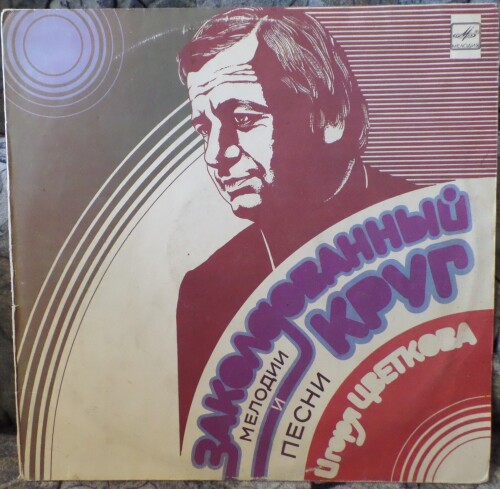 ЗАКОЛДОВАННЫЙ
КРУГ
МЕЛОДИИ
И
ПЕСНИ
Игоря ЦВЕТКОВА